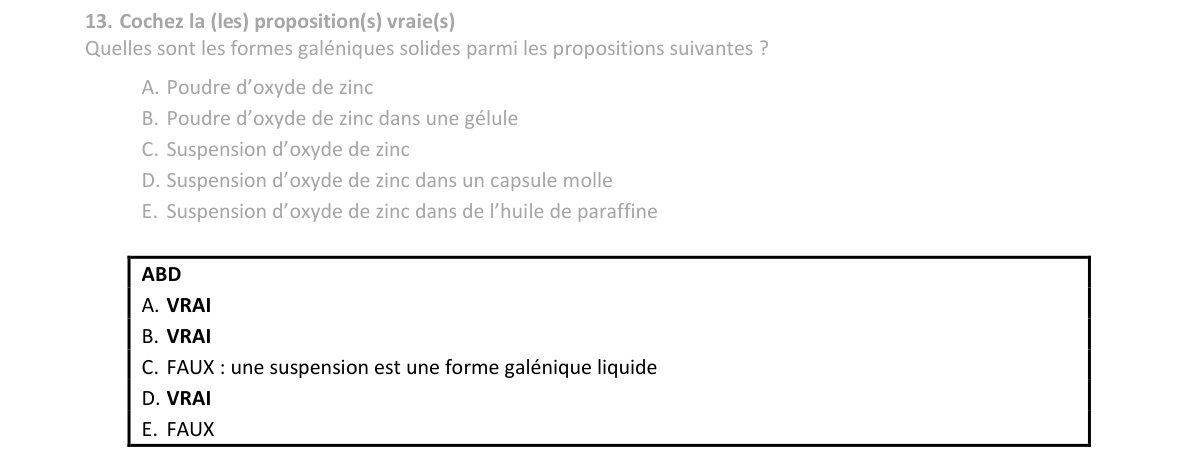 13. Cochez la (les) proposition(s) vraie(s)
Quelles sont les formes galéniques solides parmi les propositions suivantes ?
A. Poudre d’oxyde de zinc
B. Poudre d’oxyde de zinc dans une gélule
C. Suspension d’oxyde de zinc
D. Suspension d’oxyde de zinc dans un capsule molle
E. Suspension d’oxyde de zinc dans de l’huile de paraffine
ABD
A. VRAI
B. VRAI
C. FAUX : une suspension est une forme galénique liquide
D. VRAI
E. FAUX